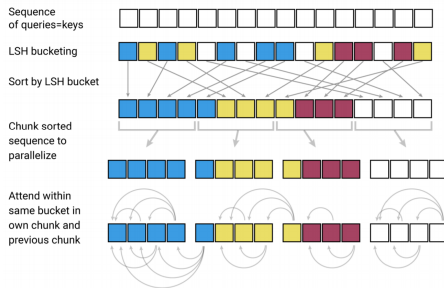 Sequence
of queries=keys
LSH bucketing
Sort by LSH bucket
Chunk sorted
sequence to
parallelize
Attend within
same bucket in
own chunk and
previous chunk